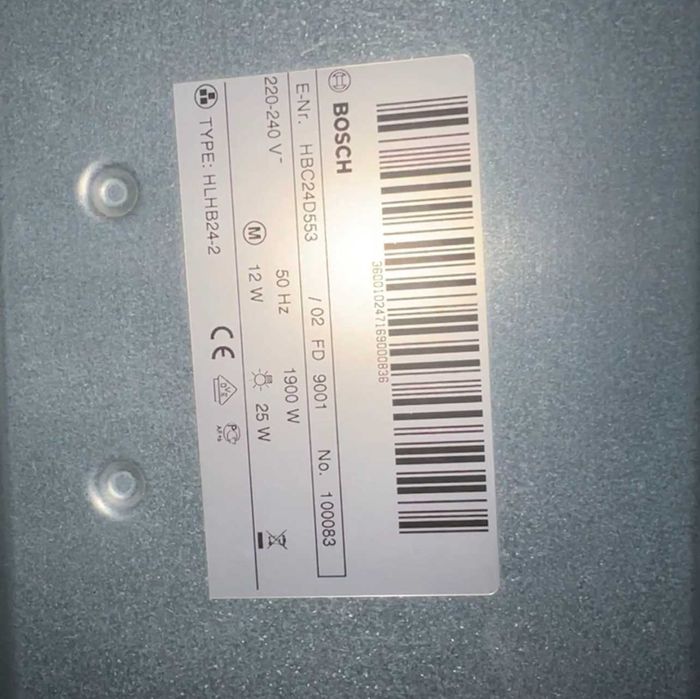 360010247169000836
BOSCH
E-Nr. HBC24D553 / 02 FD 9001 No. 100083
220-240 V~ 50 Hz 1900 W
M 12 W 25 W
TYPE: HLHB24-2 CE